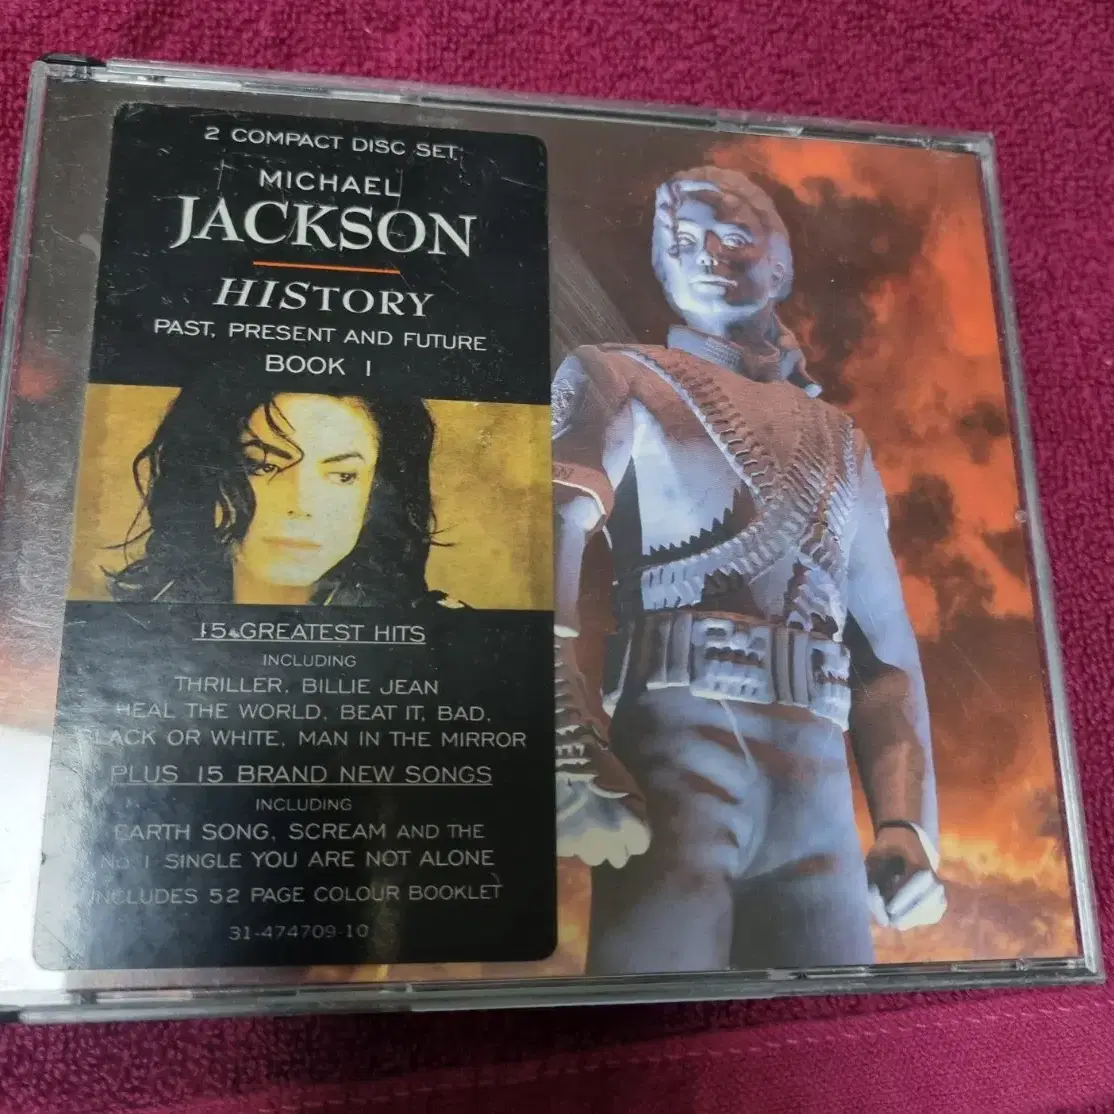 2 COMPACT DISC SET
MICHAEL
JACKSON
HISTORY
PAST, PRESENT AND FUTURE
BOOK I
15 GREATEST HITS
INCLUDING
THRILLER, BILLIE JEAN
HEAL THE WORLD, BEAT IT, BAD,
BLACK OR WHITE, MAN IN THE MIRROR
PLUS 15 BRAND NEW SONGS
INCLUDING
EARTH SONG, SCREAM AND THE
No. 1 SINGLE YOU ARE NOT ALONE
INCLUDES 52 PAGE COLOUR BOOKLET
31-474709-10